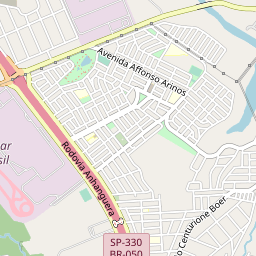 Avenida Affonso Arinos
ar
sil
Rodovia Anhanguera
o Centurione Boer
SP-330
BR-050